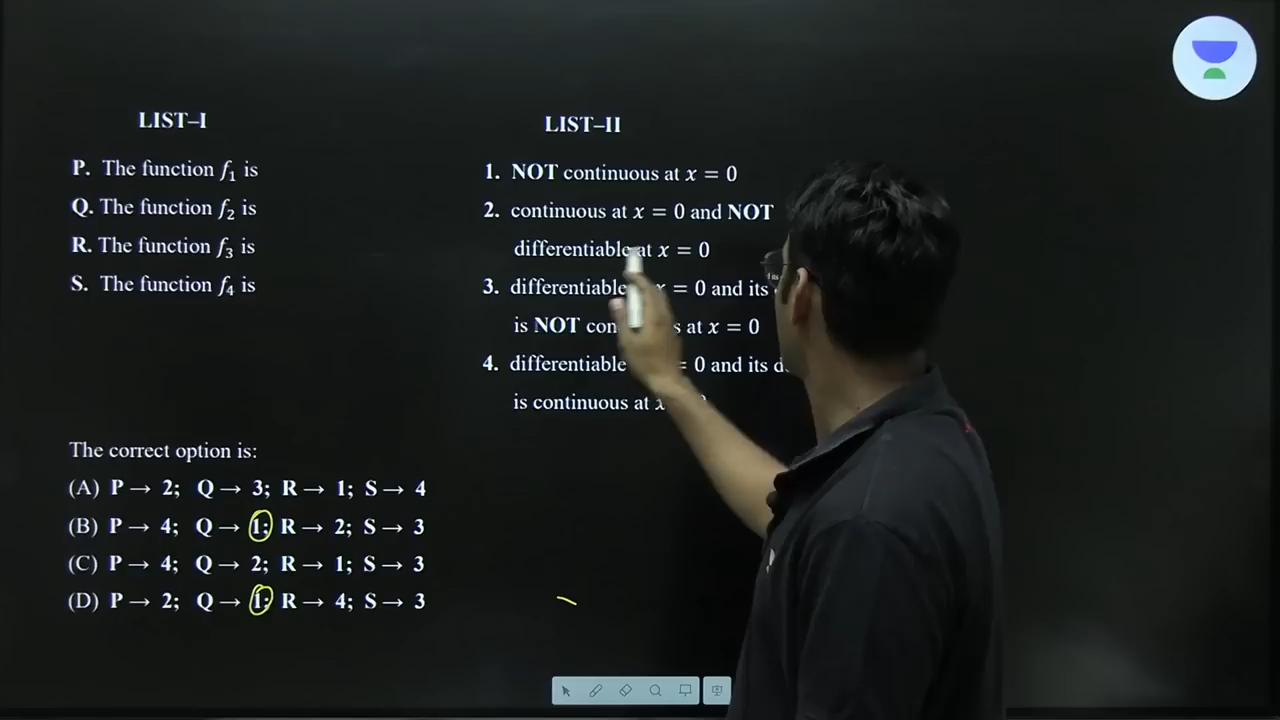 LIST–I
P. The function f₁ is
Q. The function f₂ is
R. The function f₃ is
S. The function f₄ is
LIST–II
1. NOT continuous at x = 0
2. continuous at x = 0 and NOT
differentiable at x = 0
3. differentiable x = 0 and its
is NOT at x = 0
4. differentiable = 0 and its
is continuous at x
The correct option is:
(A) P → 2; Q → 3; R → 1; S → 4
(B) P → 4; Q → 1; R → 2; S → 3
(C) P → 4; Q → 2; R → 1; S → 3
(D) P → 2; Q → 1; R → 4; S → 3